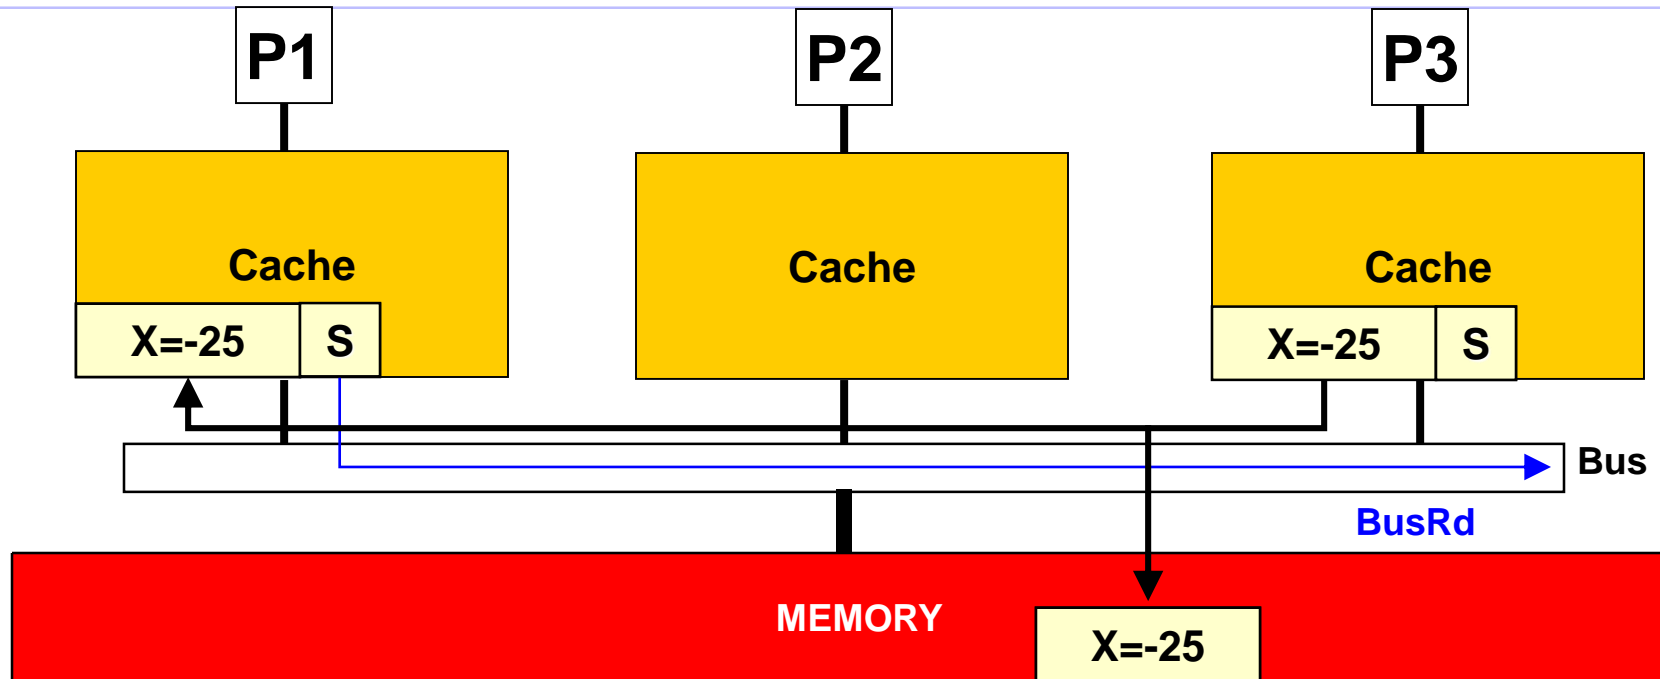 P1
P2
P3
Cache
Cache
Cache
X=-25 S
X=-25 S
Bus
BusRd
MEMORY
X=-25